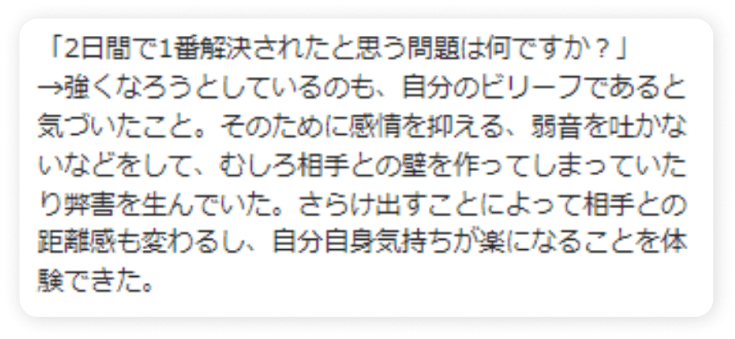 「2日間で1番解決されたと思う問題は何ですか？」
→強くなろうとしているのも、自分のビリーフであると
気づいたこと。そのために感情を抑える、弱音を吐かな
いなどをして、むしろ相手との壁を作ってしまっていた
り弊害を生んでいた。さらけ出すことによって相手との
距離感も変わるし、自分自身気持ちが楽になることを体
験できた。